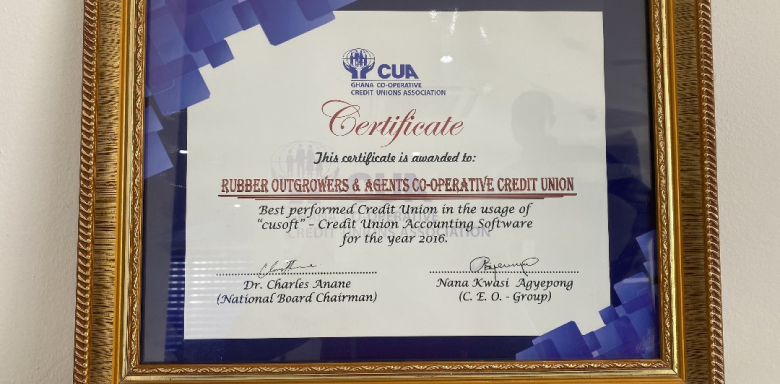 CUA
GHANA CO-OPERATIVE
CREDIT UNIONS ASSOCIATION
Certificate
This certificate is awarded to:
RUBBER OUTGROWERS & AGENTS CO-OPERATIVE CREDIT UNION
Best performed Credit Union in the usage of
"cusoft" - Credit Union Accounting Software
for the year 2016.
Dr. Charles Anane
(National Board Chairman)
Nana Kwasi Agyepong
(C. E. O. - Group)